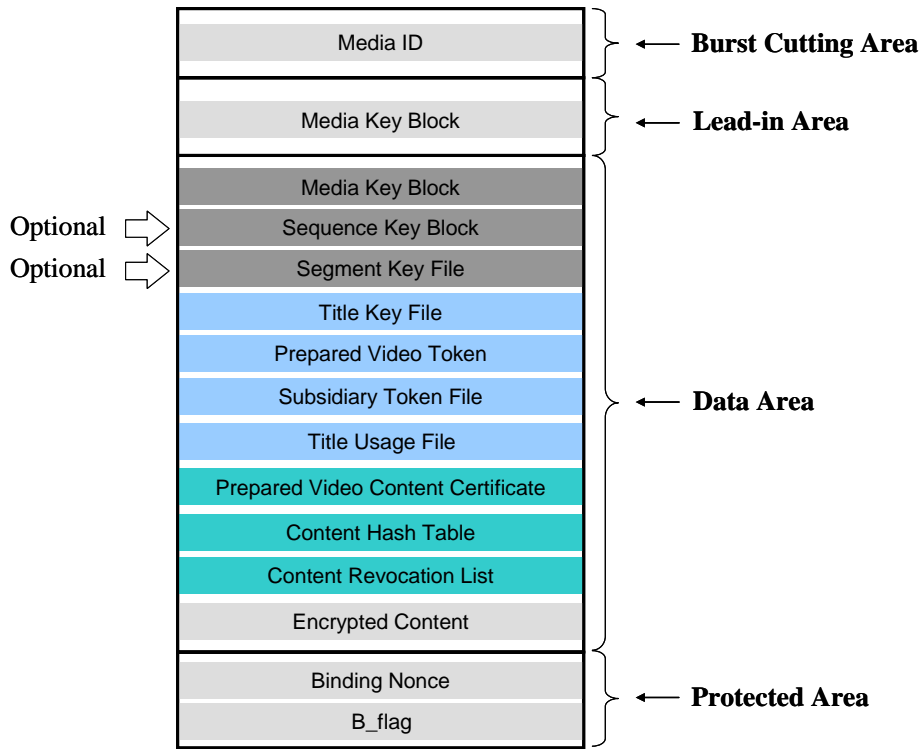 Media ID
Burst Cutting Area
Media Key Block
Lead-in Area
Media Key Block
Optional
Sequence Key Block
Optional
Segment Key File
Title Key File
Prepared Video Token
Subsidiary Token File
Data Area
Title Usage File
Prepared Video Content Certificate
Content Hash Table
Content Revocation List
Encrypted Content
Binding Nonce
Protected Area
B_flag